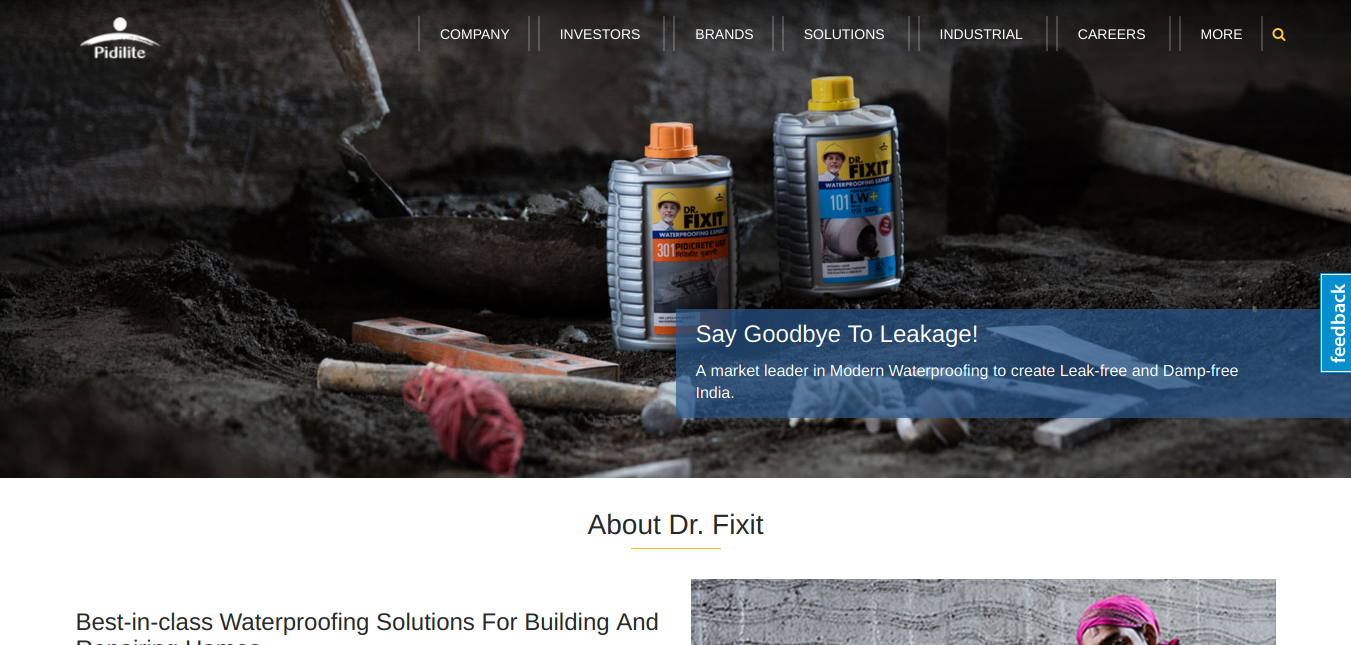 Pidilite
COMPANY
INVESTORS
BRANDS
SOLUTIONS
INDUSTRIAL
CAREERS
MORE
DR.
FIXIT
WATERPROOFING EXPERT
101 LW+
DR.
FIXIT
WATERPROOFING EXPERT
301 PIDICRETE URP
feedback
Say Goodbye To Leakage!
A market leader in Modern Waterproofing to create Leak-free and Damp-free
India.
About Dr. Fixit
Best-in-class Waterproofing Solutions For Building And
Repairing Homes